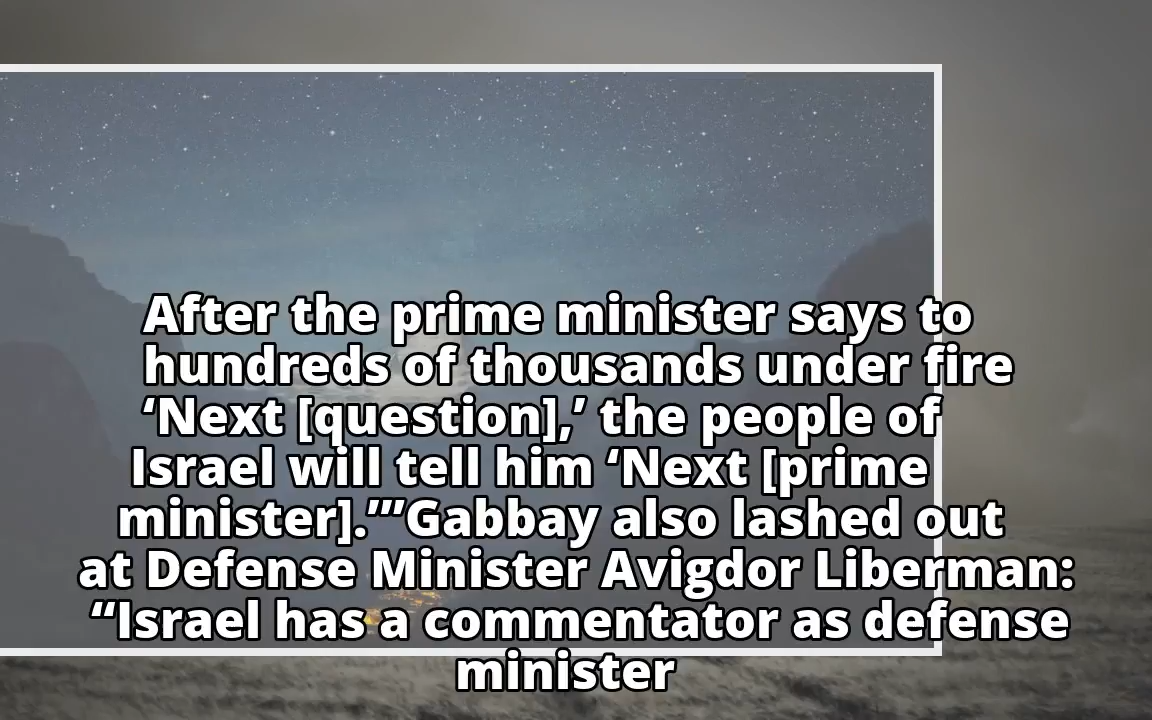 After the prime minister says to
hundreds of thousands under fire
‘Next [question],’ the people of
Israel will tell him ‘Next [prime
minister].’”Gabbay also lashed out
at Defense Minister Avigdor Liberman:
“Israel has a commentator as defense
minister